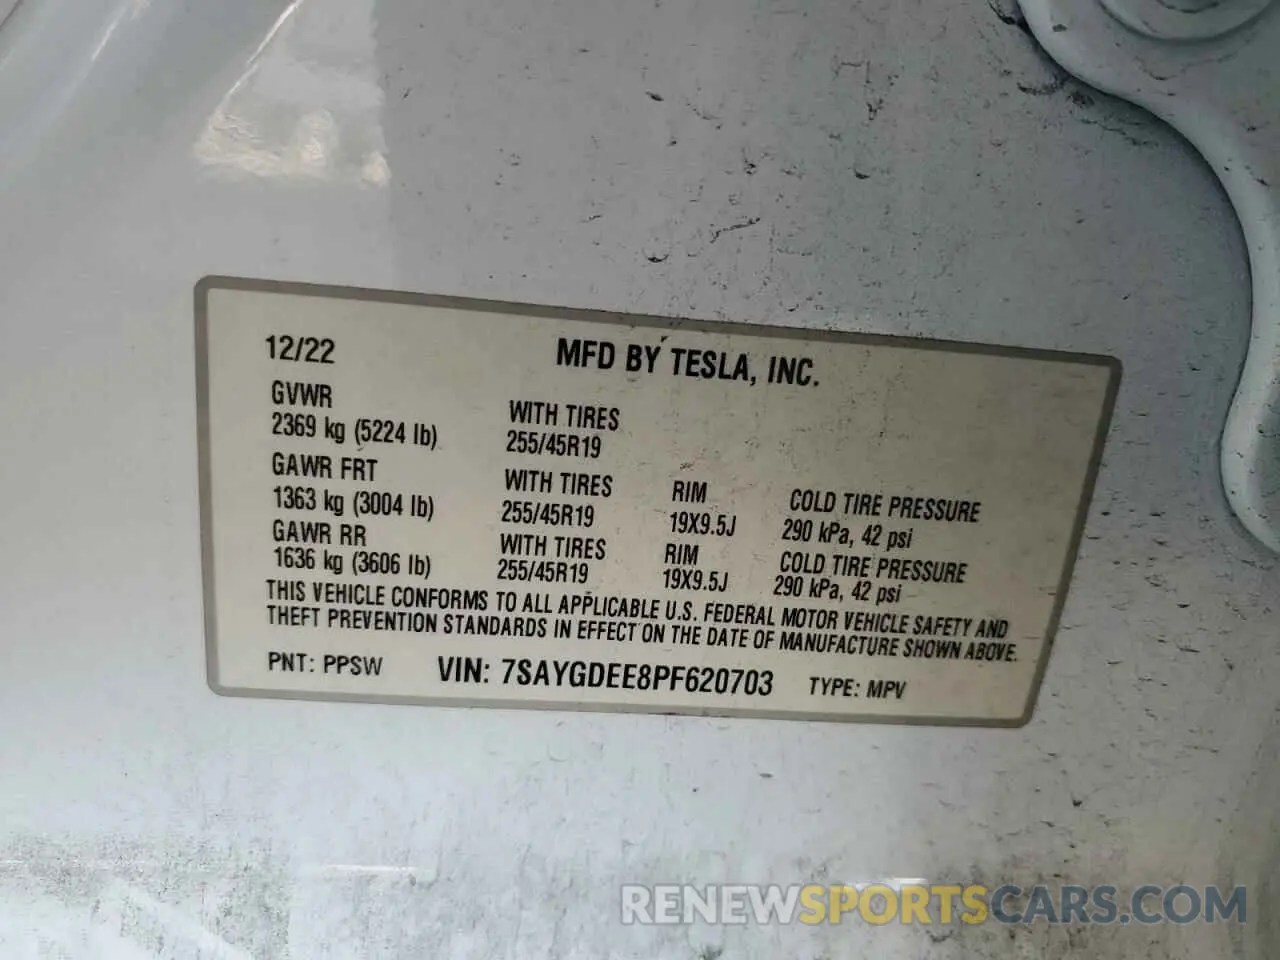 12/22 MFD BY TESLA, INC.
GVWR WITH TIRES
2369 kg (5224 lb) 255/45R19
GAWR FRT WITH TIRES RIM COLD TIRE PRESSURE
1363 kg (3004 lb) 255/45R19 19X9.5J 290 kPa, 42 psi
GAWR RR WITH TIRES RIM COLD TIRE PRESSURE
1636 kg (3606 lb) 255/45R19 19X9.5J 290 kPa, 42 psi
THIS VEHICLE CONFORMS TO ALL APPLICABLE U.S. FEDERAL MOTOR VEHICLE SAFETY AND
THEFT PREVENTION STANDARDS IN EFFECT ON THE DATE OF MANUFACTURE SHOWN ABOVE.
PNT: PPSW VIN: 7SAYGDEE8PF620703 TYPE: MPV
RENEWSPORTSCARS.COM